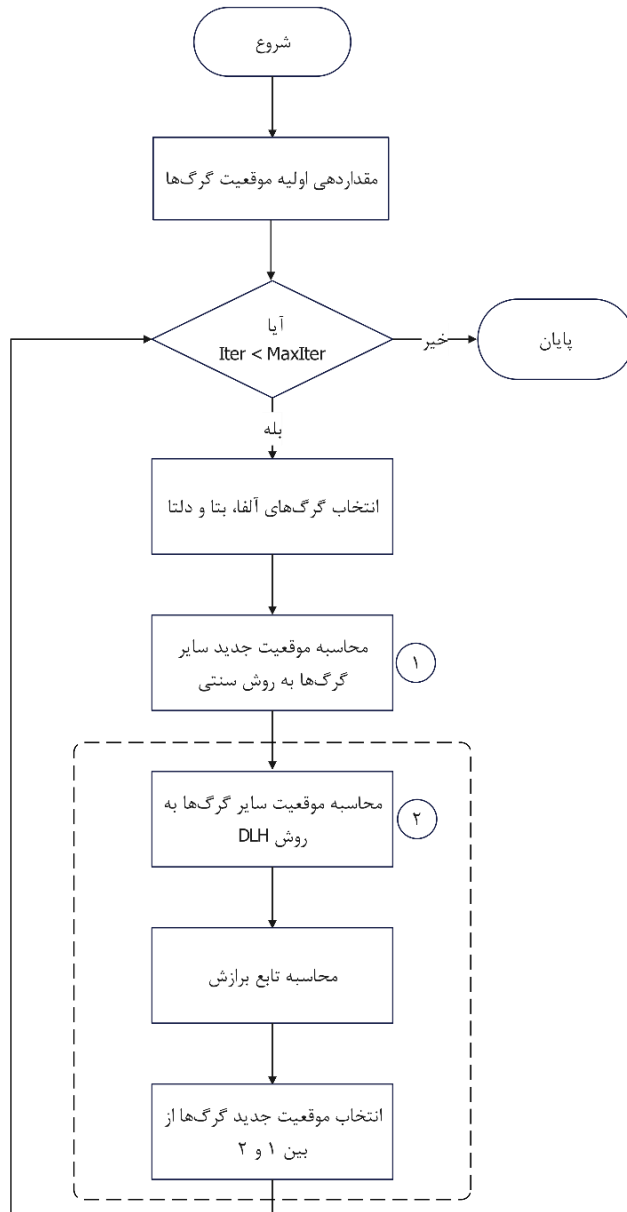 شروع
مقداردهی اولیه موقعیت گرگ‌ها
آیا
Iter < MaxIter
خیر
پایان
بله
انتخاب گرگ‌های آلفا، بتا و دلتا
محاسبه موقعیت جدید سایر
گرگ‌ها به روش سنتی
۱
محاسبه موقعیت سایر گرگ‌ها به
روش DLH
۲
محاسبه تابع برازش
انتخاب موقعیت جدید گرگ‌ها از
بین ۱ و ۲